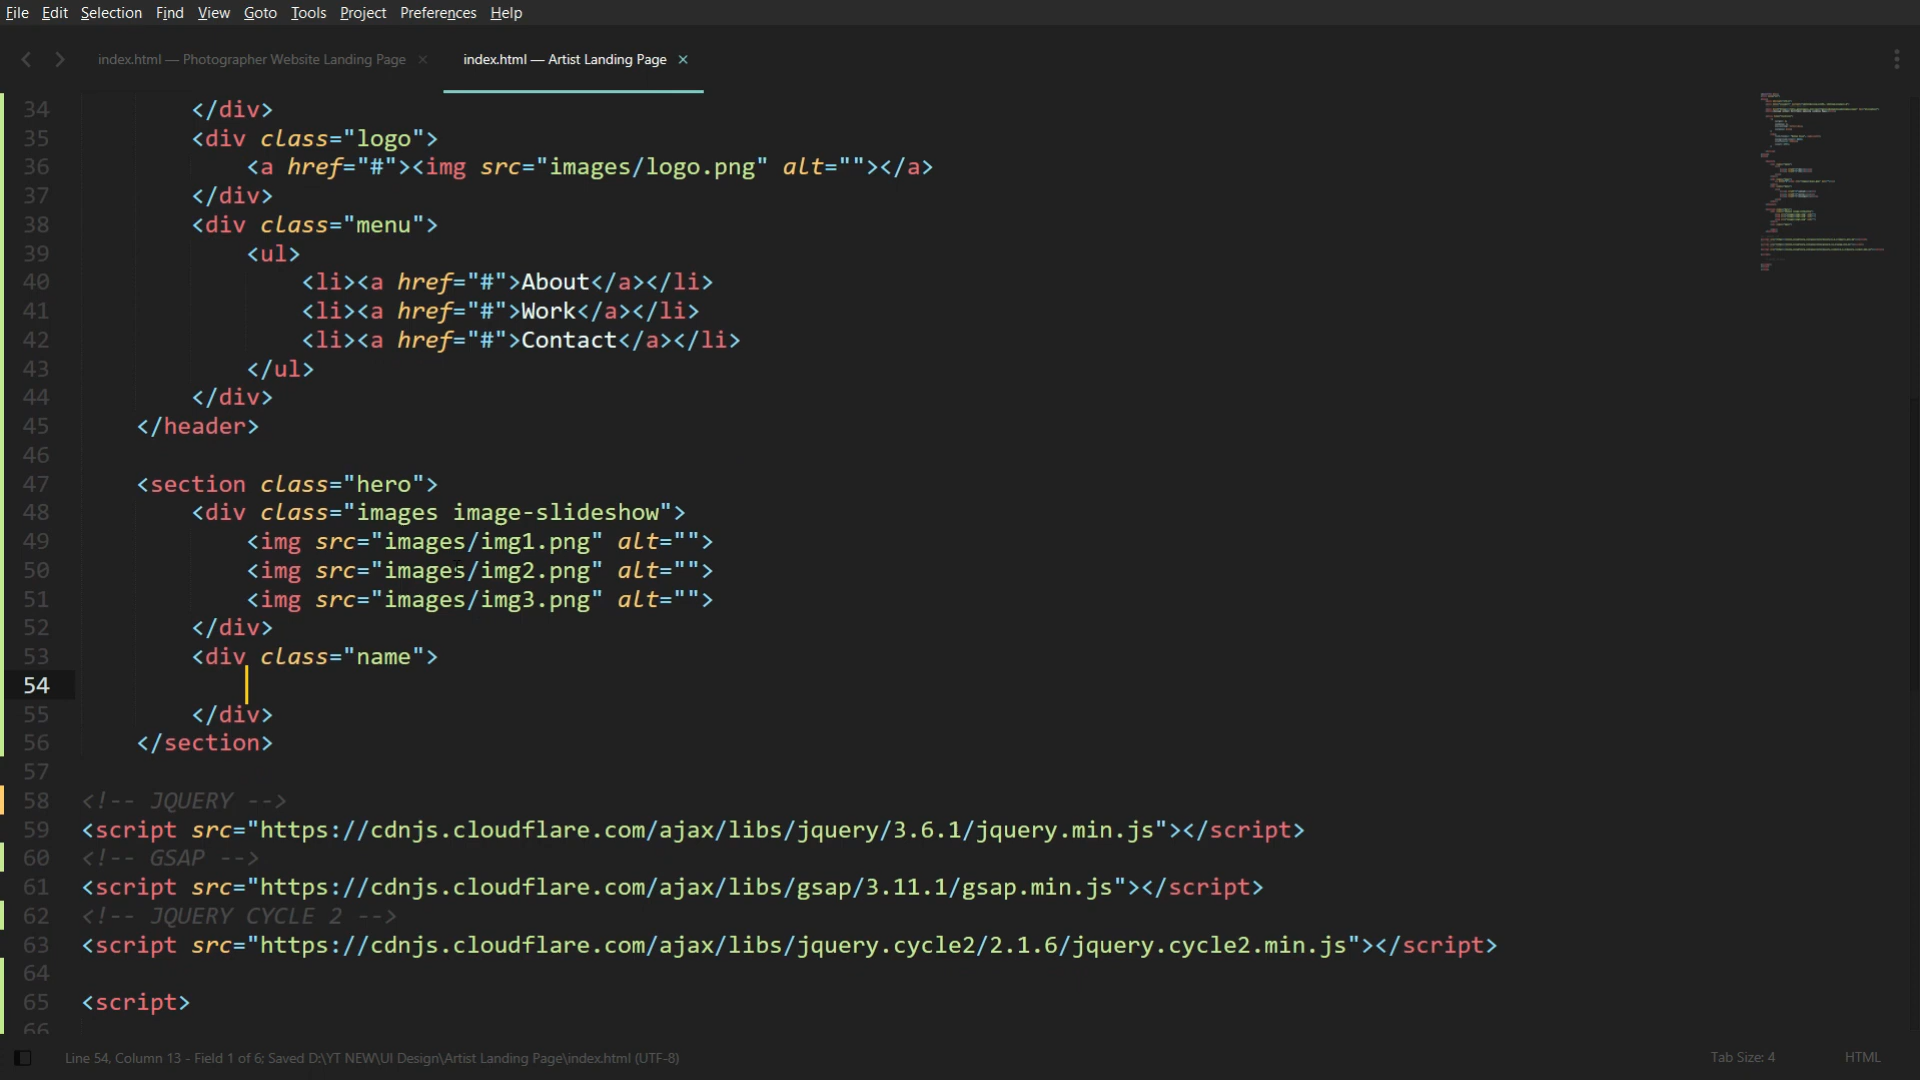 File Edit Selection Find View Goto Tools Project Preferences Help
index.html — Photographer Website Landing Page × index.html — Artist Landing Page ×
34 </div>
35 <div class="logo">
36 <a href="#"><img src="images/logo.png" alt=""></a>
37 </div>
38 <div class="menu">
39 <ul>
40 <li><a href="#">About</a></li>
41 <li><a href="#">Work</a></li>
42 <li><a href="#">Contact</a></li>
43 </ul>
44 </div>
45 </header>
46
47 <section class="hero">
48 <div class="images image-slideshow">
49 <img src="images/img1.png" alt="">
50 <img src="images/img2.png" alt="">
51 <img src="images/img3.png" alt="">
52 </div>
53 <div class="name">
54
55 </div>
56 </section>
57
58 <!-- JQUERY -->
59 <script src="https://cdnjs.cloudflare.com/ajax/libs/jquery/3.6.1/jquery.min.js"></script>
60 <!-- GSAP -->
61 <script src="https://cdnjs.cloudflare.com/ajax/libs/gsap/3.11.1/gsap.min.js"></script>
62 <!-- JQUERY CYCLE 2 -->
63 <script src="https://cdnjs.cloudflare.com/ajax/libs/jquery.cycle2/2.1.6/jquery.cycle2.min.js"></script>
64
65 <script>
66
Line 54, Column 13 - Field 1 of 6; Saved D:\YT NEW\UI Design\Artist Landing Page\index.html (UTF-8) Tab Size: 4 HTML